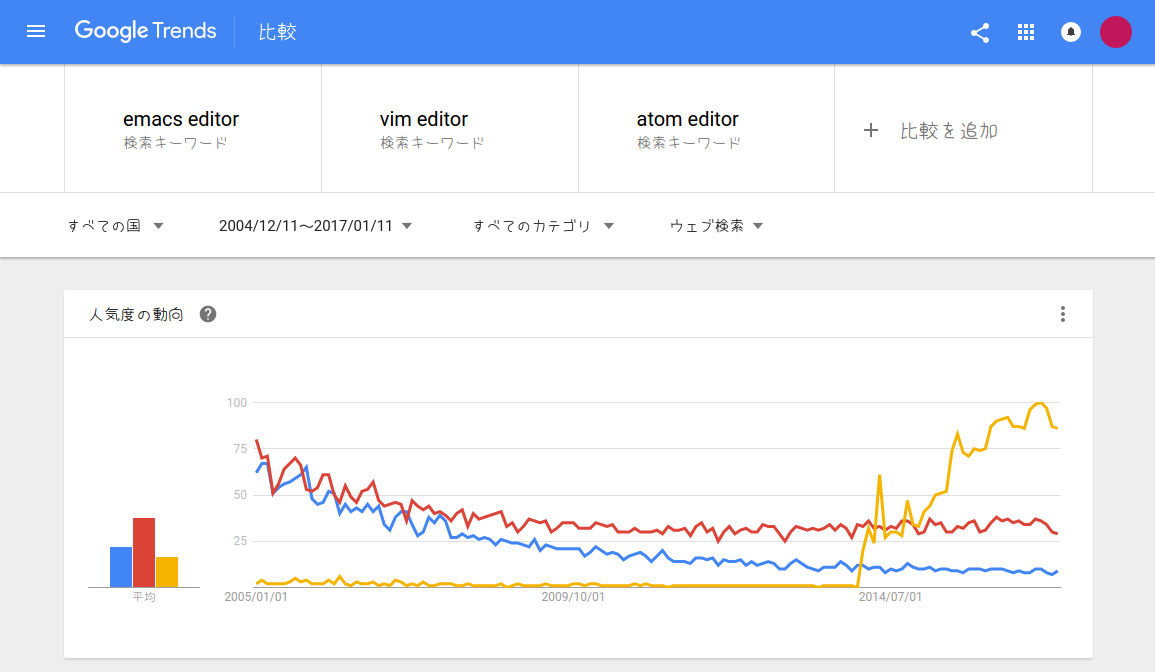 Google Trends 比較
emacs editor vim editor atom editor
検索キーワード 検索キーワード 検索キーワード
+ 比較を追加
すべての国 2004/12/11～2017/01/11 すべてのカテゴリ ウェブ検索
人気度の動向 ?
100
75
50
25
平均 2005/01/01 2009/10/01 2014/07/01